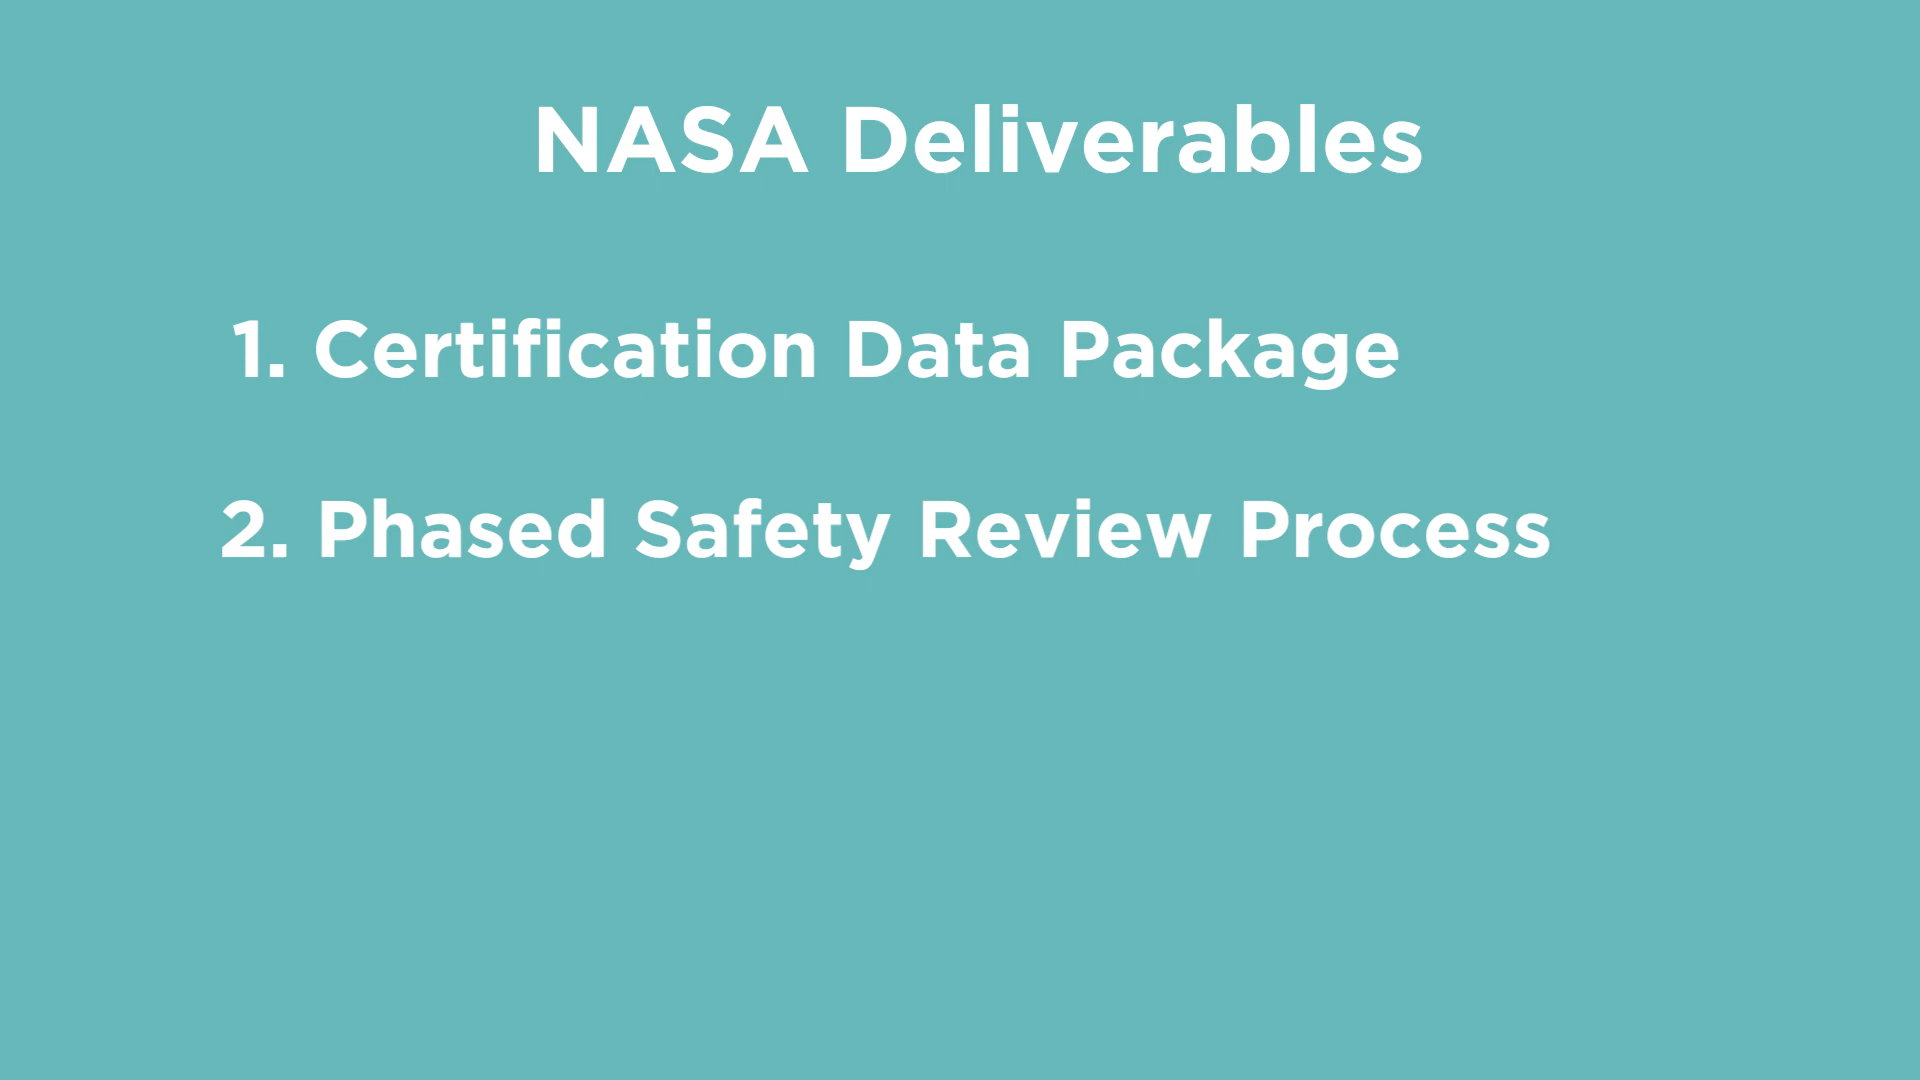 NASA Deliverables
1. Certification Data Package
2. Phased Safety Review Process